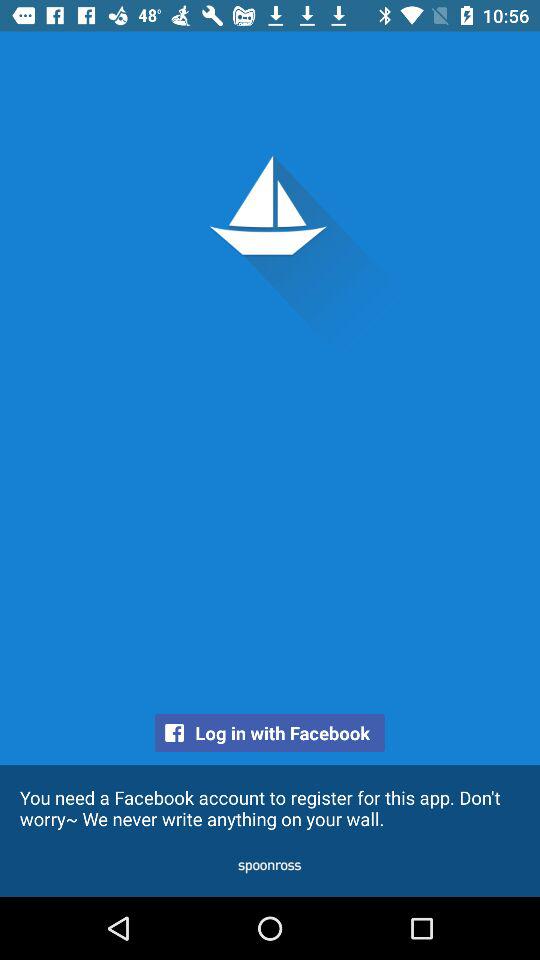 48°
10:56
Log in with Facebook
You need a Facebook account to register for this app. Don't
worry~ We never write anything on your wall.
spoonross